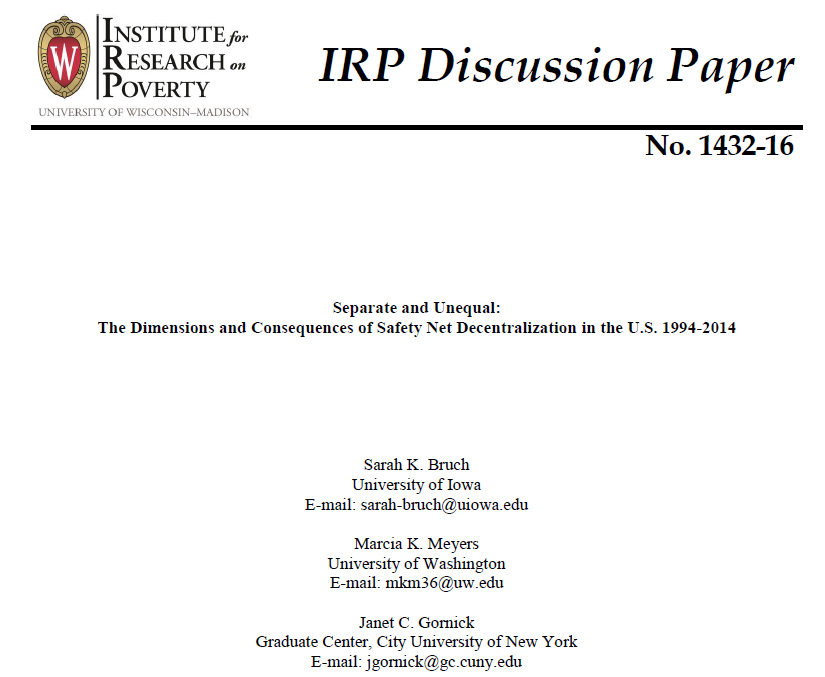 W
INSTITUTE for
RESEARCH on
POVERTY
UNIVERSITY OF WISCONSIN–MADISON
IRP Discussion Paper
No. 1432-16
Separate and Unequal:
The Dimensions and Consequences of Safety Net Decentralization in the U.S. 1994-2014
Sarah K. Bruch
University of Iowa
E-mail: sarah-bruch@uiowa.edu
Marcia K. Meyers
University of Washington
E-mail: mkm36@uw.edu
Janet C. Gornick
Graduate Center, City University of New York
E-mail: jgornick@gc.cuny.edu